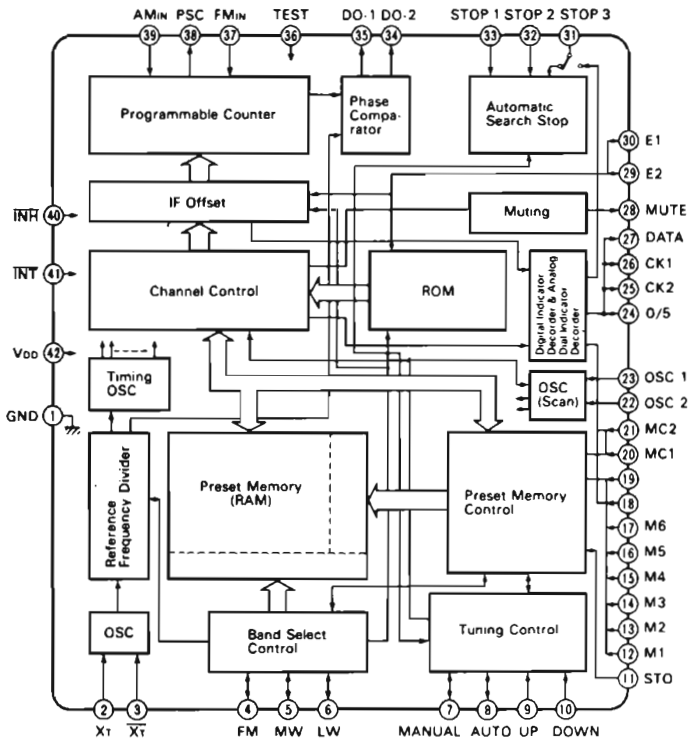 AMIN PSC FMIN TEST DO·1 DO·2 STOP 1 STOP 2 STOP 3
39 38 37 36 35 34 33 32 31
Programmable Counter
Phase
Compa-
rator
Automatic
Search Stop
30 E1
29 E2
IF Offset
Muting
28 MUTE
INH 40
27 DATA
INT 41
Channel Control
ROM
Digital Indicator
Decorder & Analog
Dial Indicator
Decorder
26 CK1
25 CK2
24 0/5
VDD 42
Timing
OSC
OSC
(Scan)
23 OSC 1
22 OSC 2
GND 1
21 MC2
20 MC1
Reference
Frequency Divider
Preset Memory
(RAM)
Preset Memory
Control
19
18
17 M6
16 M5
15 M4
14 M3
13 M2
12 M1
11 STO
OSC
Band Select
Control
Tuning Control
2 3 4 5 6 7 8 9 10
XT XT FM MW LW MANUAL AUTO UP DOWN